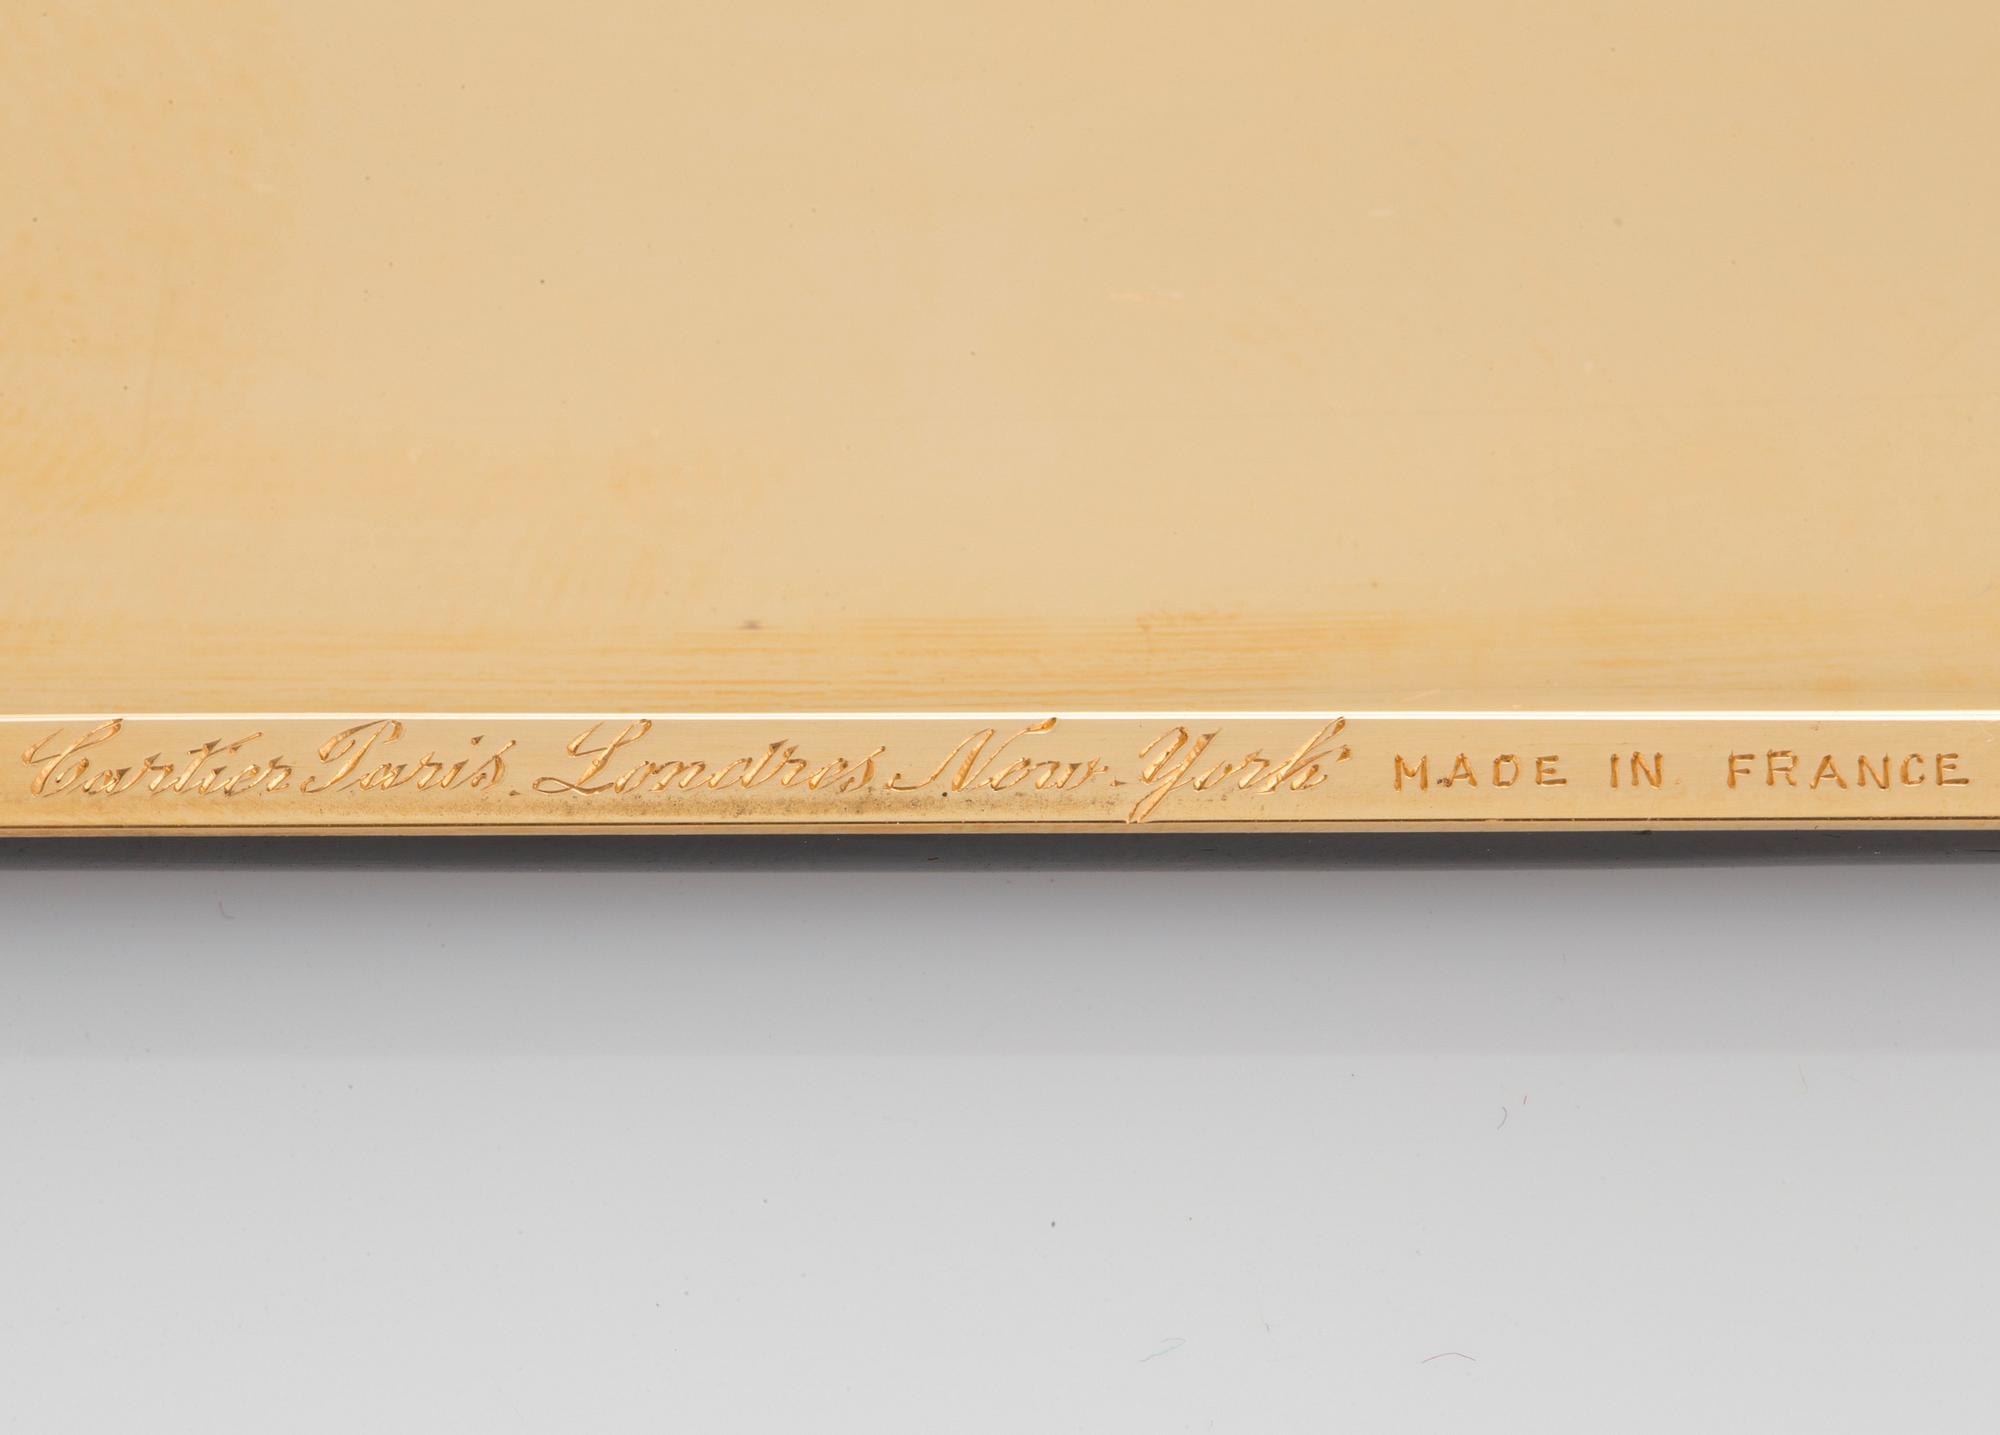 Cartier Paris. Londres. New-York MADE IN FRANCE